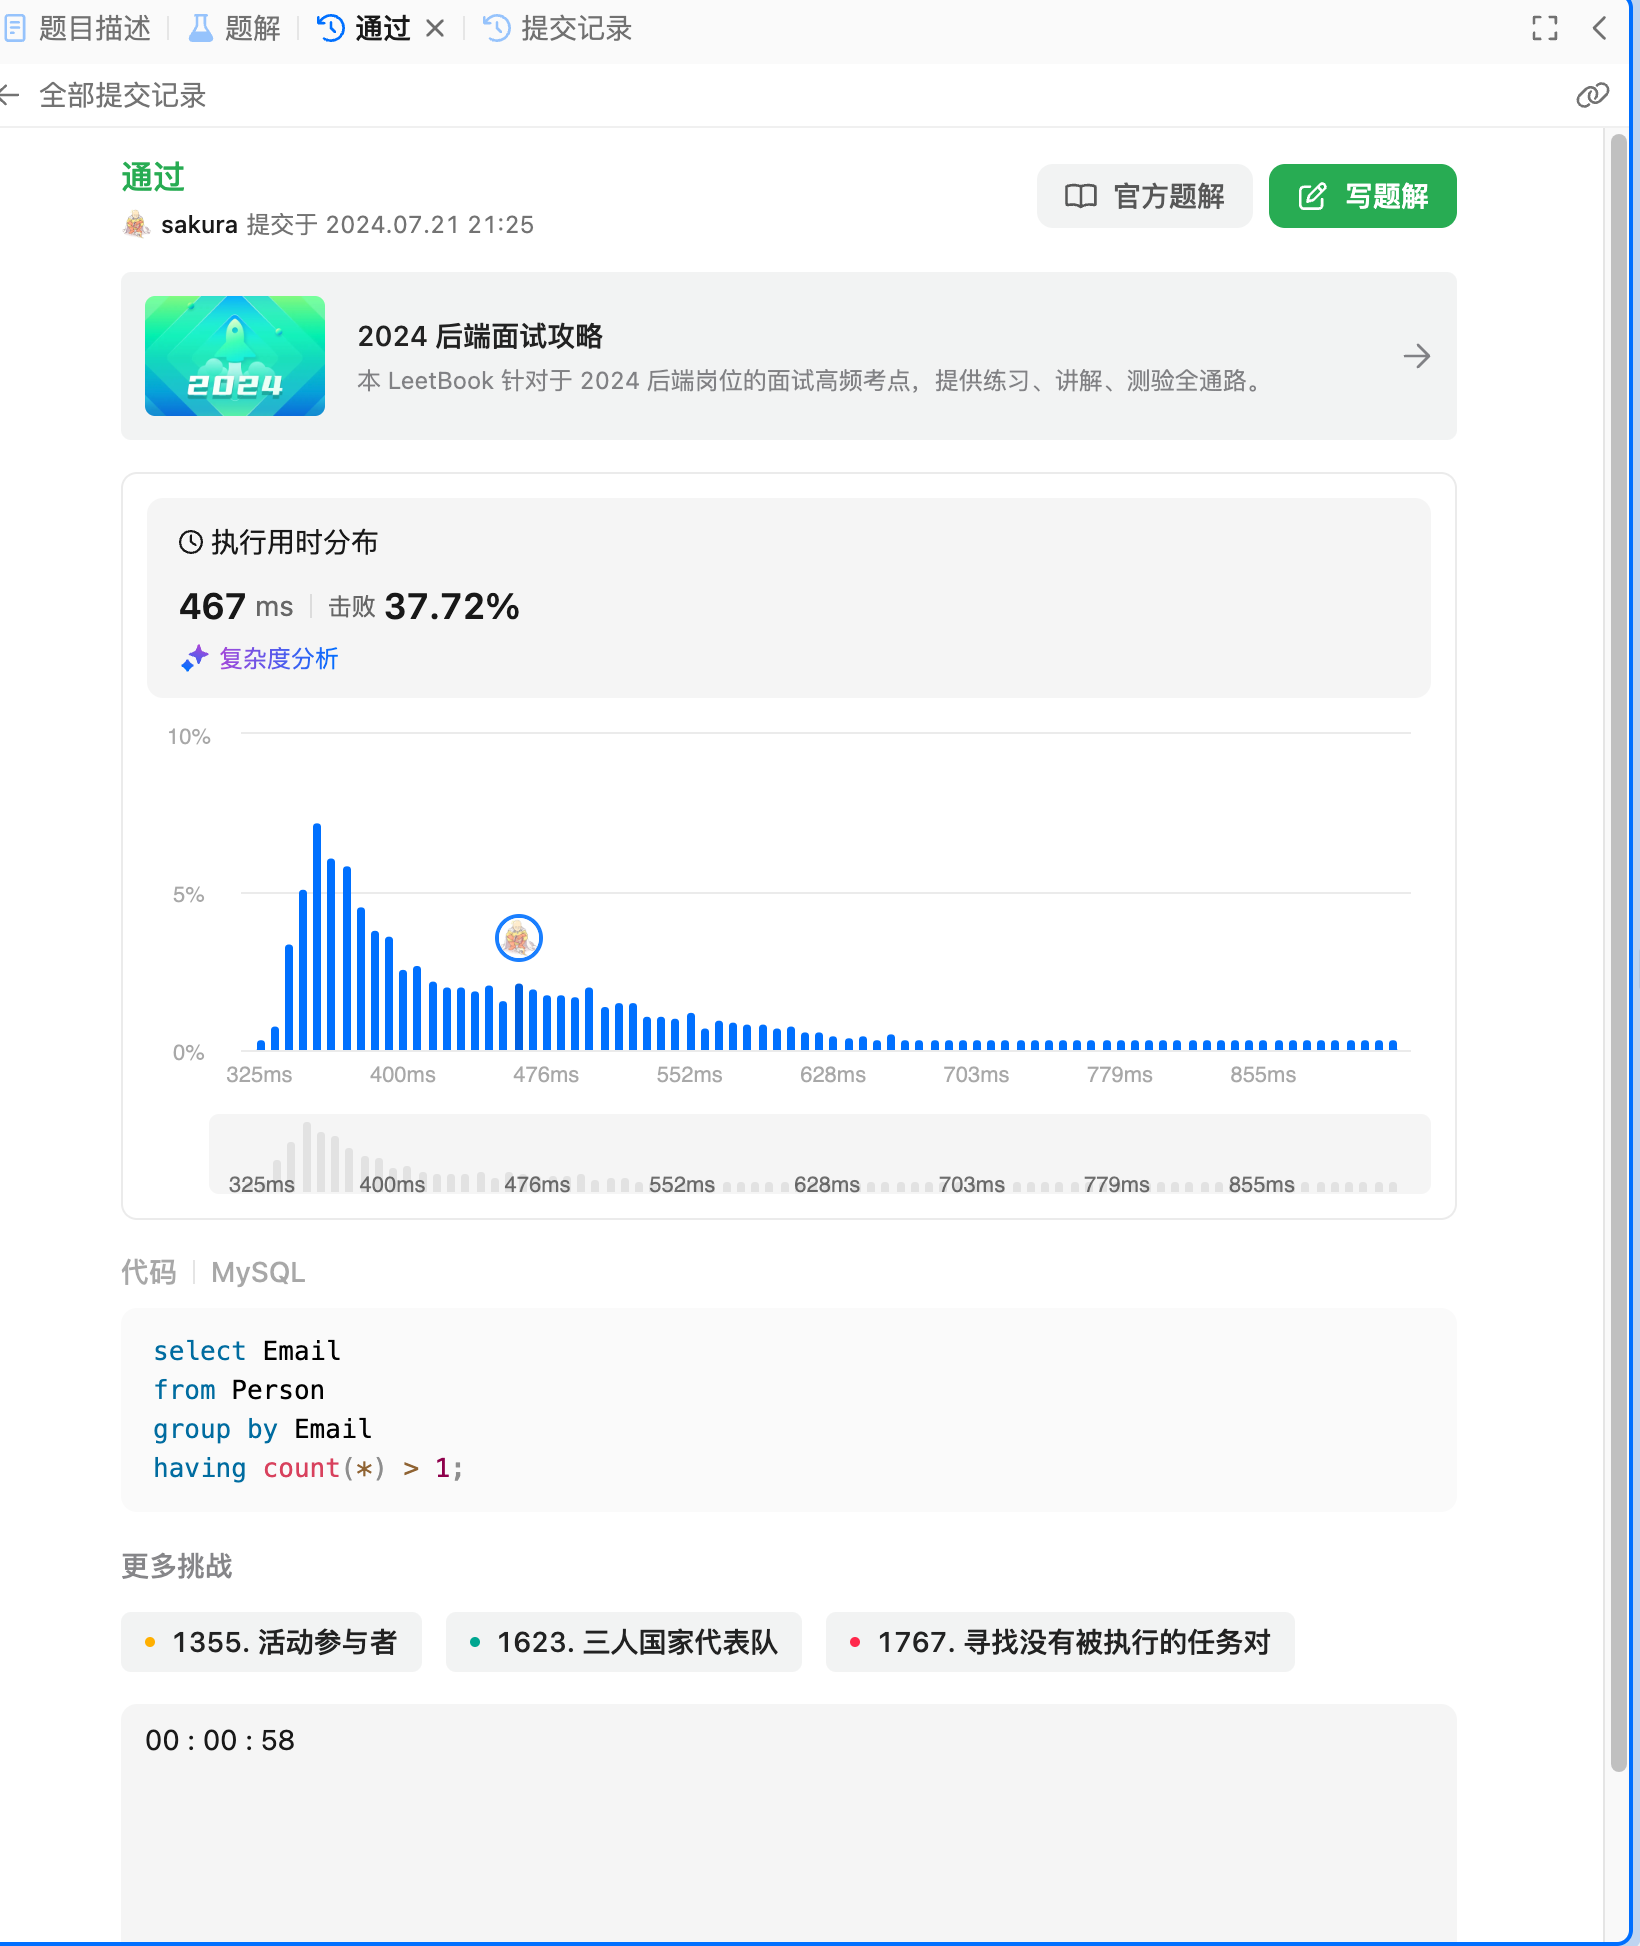 题目描述 题解 通过 提交记录
全部提交记录
通过
sakura 提交于 2024.07.21 21:25
官方题解
写题解
2024
2024 后端面试攻略
本 LeetBook 针对于 2024 后端岗位的面试高频考点，提供练习、讲解、测验全通路。
执行用时分布
467 ms 击败 37.72%
复杂度分析
10%
5%
0%
325ms 400ms 476ms 552ms 628ms 703ms 779ms 855ms
325ms 400ms 476ms 552ms 628ms 703ms 779ms 855ms
代码 MySQL
select Email
from Person
group by Email
having count(*) > 1;
更多挑战
1355. 活动参与者
1623. 三人国家代表队
1767. 寻找没有被执行的任务对
00 : 00 : 58